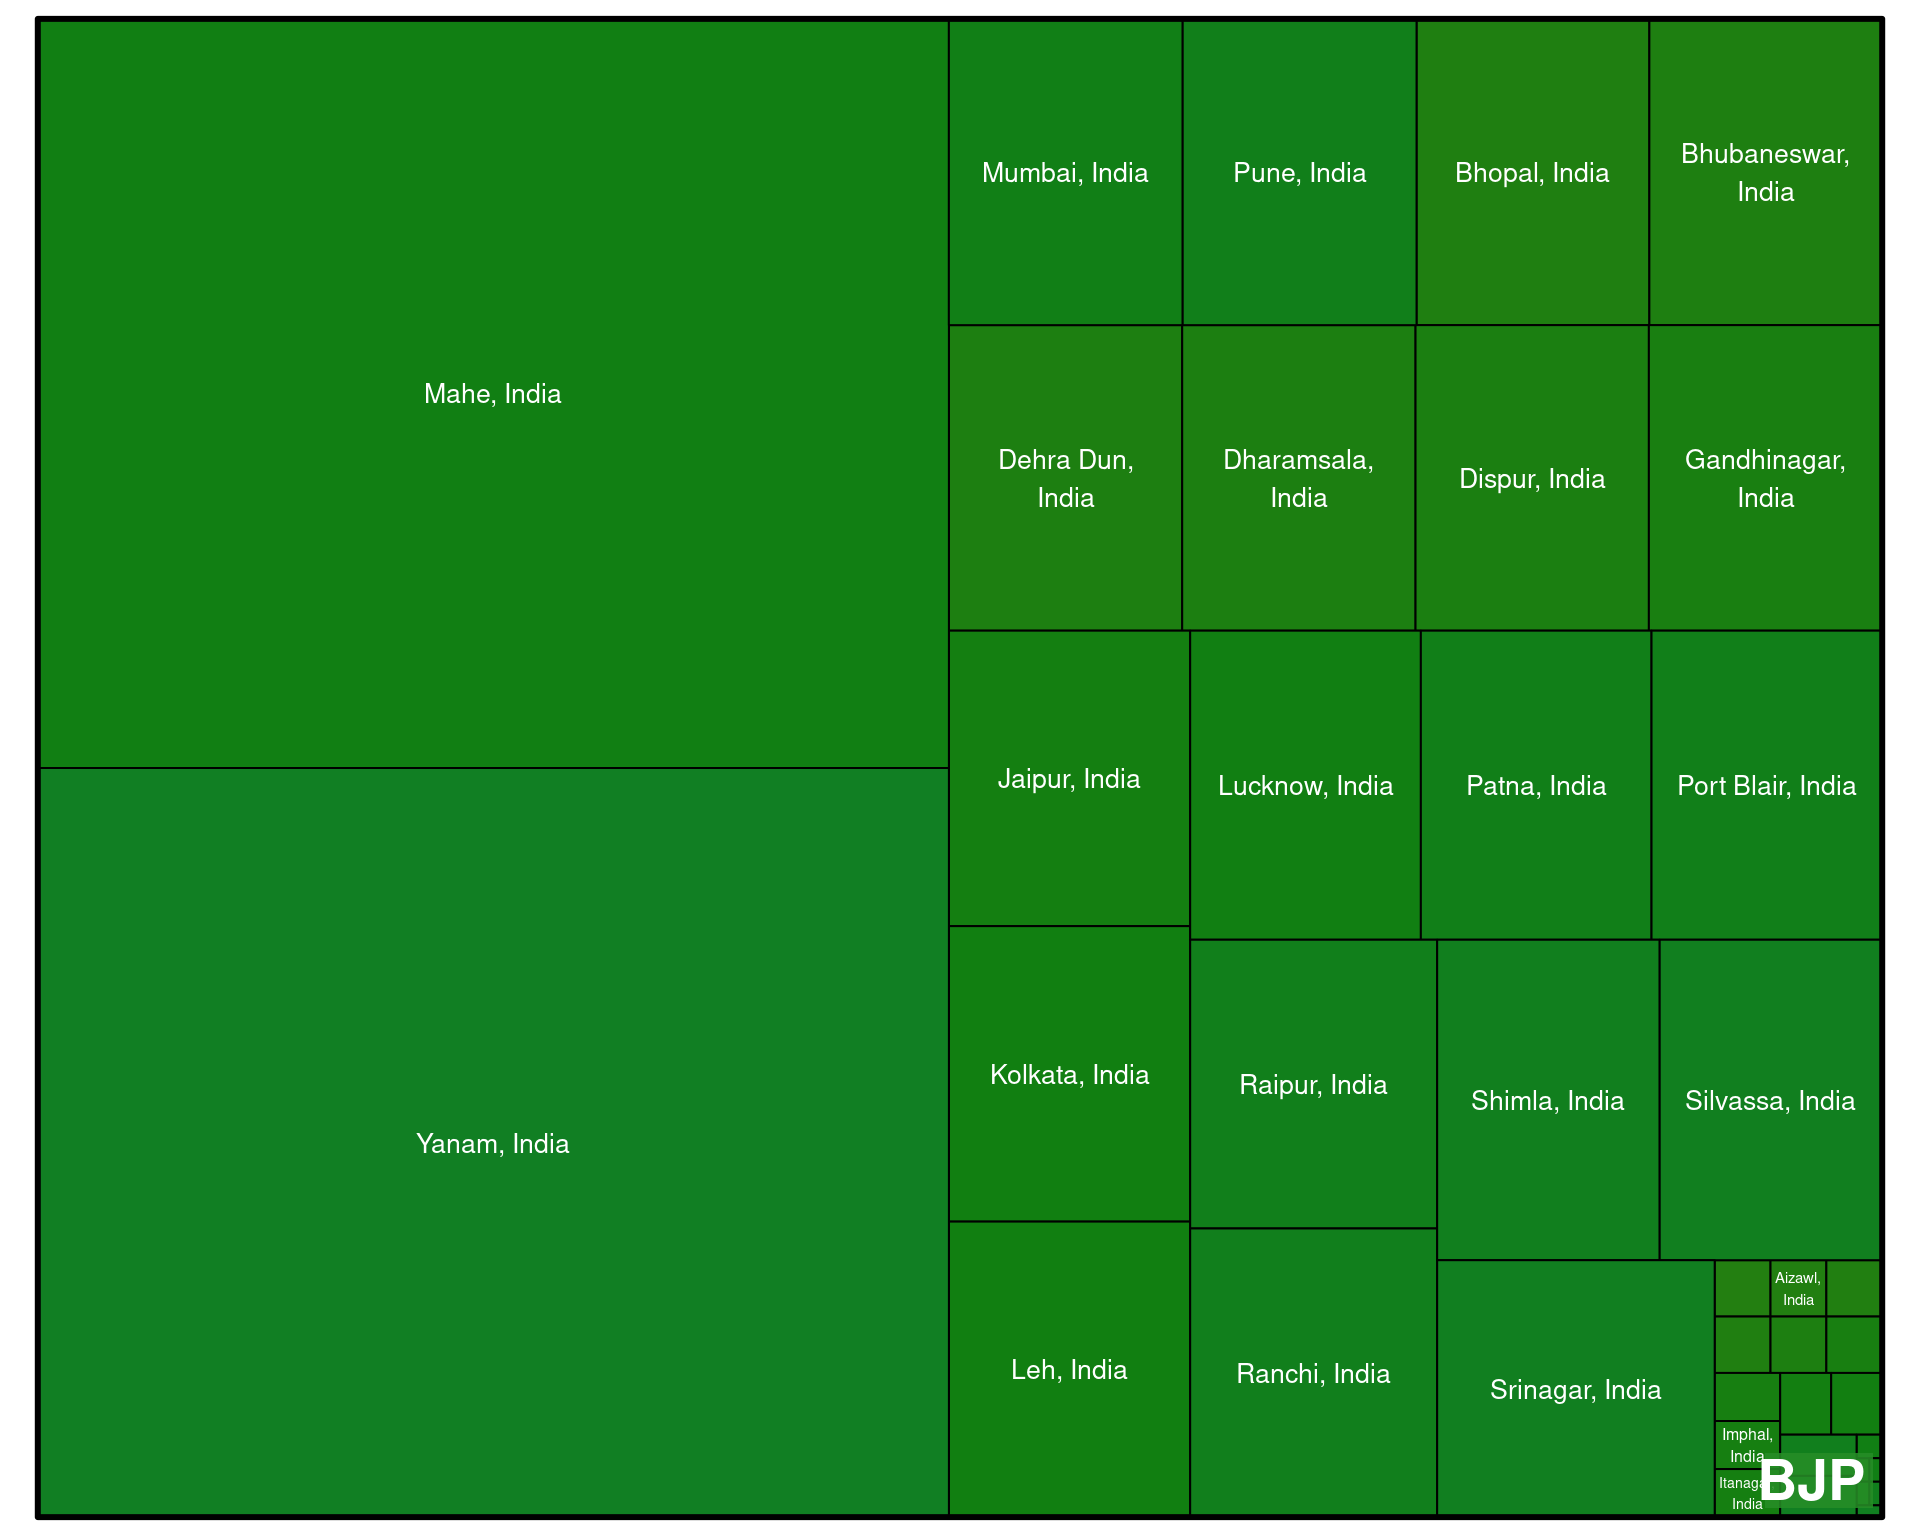 Mahe, India
Yanam, India
Mumbai, India
Pune, India
Bhopal, India
Bhubaneswar,
India
Dehra Dun,
India
Dharamsala,
India
Dispur, India
Gandhinagar,
India
Jaipur, India
Lucknow, India
Patna, India
Port Blair, India
Kolkata, India
Raipur, India
Shimla, India
Silvassa, India
Leh, India
Ranchi, India
Srinagar, India
Aizawl,
India
Imphal,
India
India
BJP